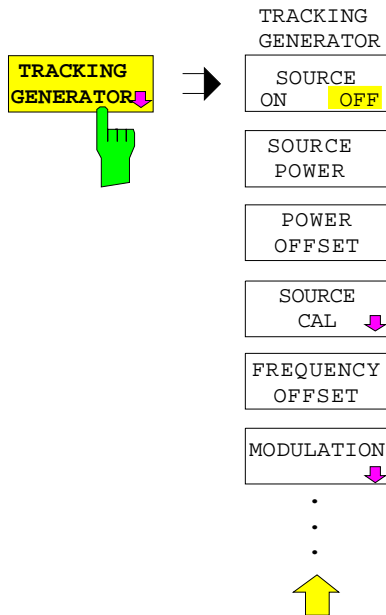 TRACKING
GENERATOR
TRACKING
GENERATOR
SOURCE
ON OFF
SOURCE
POWER
POWER
OFFSET
SOURCE
CAL
FREQUENCY
OFFSET
MODULATION
.
.
.